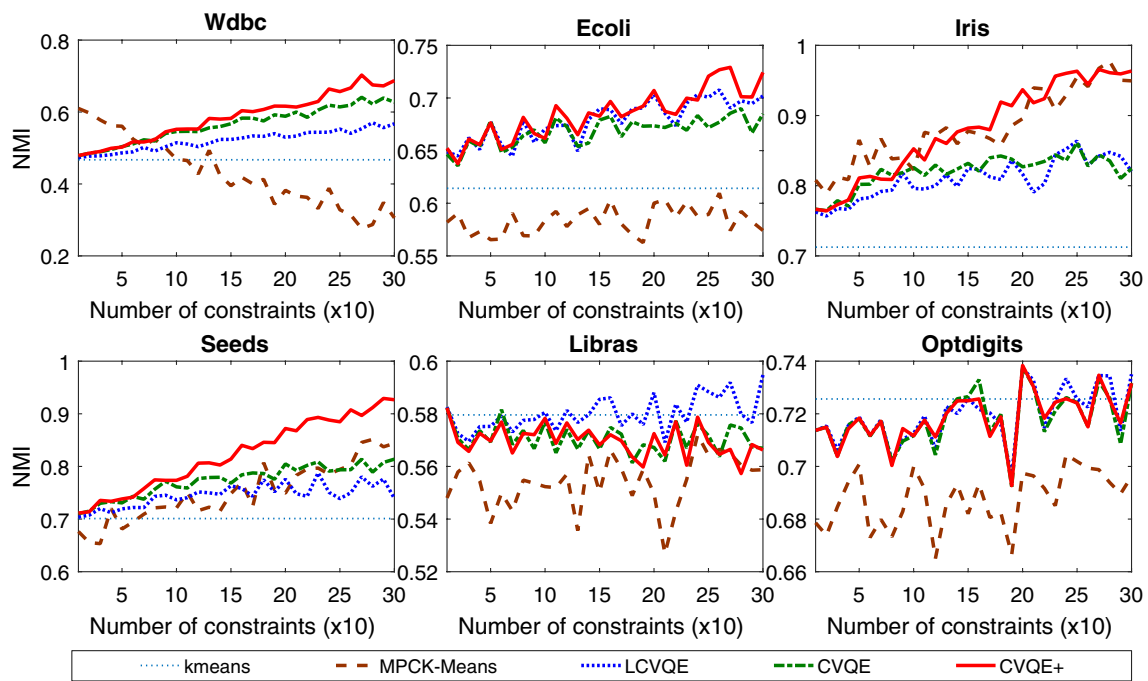 Wdbc
Ecoli
Iris
NMI
0.8
0.6
0.4
0.2
0.75
0.7
0.65
0.6
0.55
1
0.9
0.8
0.7
5 10 15 20 25 30
5 10 15 20 25 30
5 10 15 20 25 30
Number of constraints (x10)
Number of constraints (x10)
Number of constraints (x10)
Seeds
Libras
Optdigits
NMI
1
0.9
0.8
0.7
0.6
0.6
0.58
0.56
0.54
0.52
0.74
0.72
0.7
0.68
0.66
5 10 15 20 25 30
5 10 15 20 25 30
5 10 15 20 25 30
Number of constraints (x10)
Number of constraints (x10)
Number of constraints (x10)
kmeans MPCK-Means LCVQE CVQE CVQE+